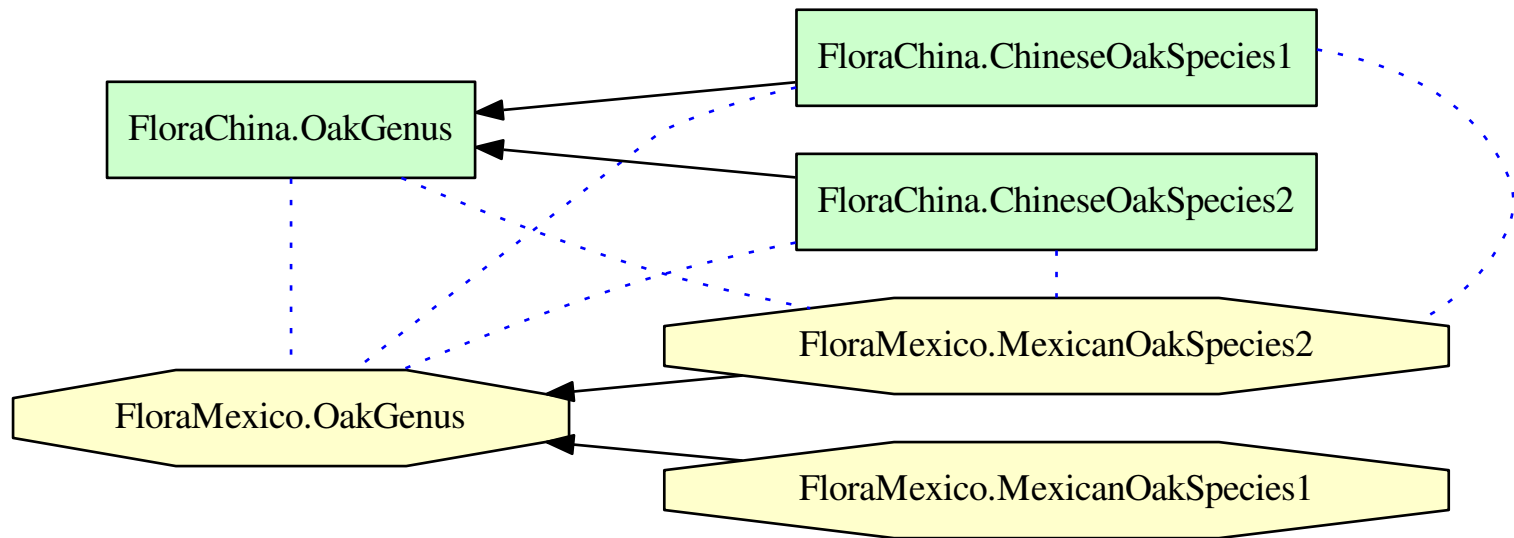 FloraChina.ChineseOakSpecies1
FloraChina.OakGenus
FloraChina.ChineseOakSpecies2
FloraMexico.MexicanOakSpecies2
FloraMexico.OakGenus
FloraMexico.MexicanOakSpecies1